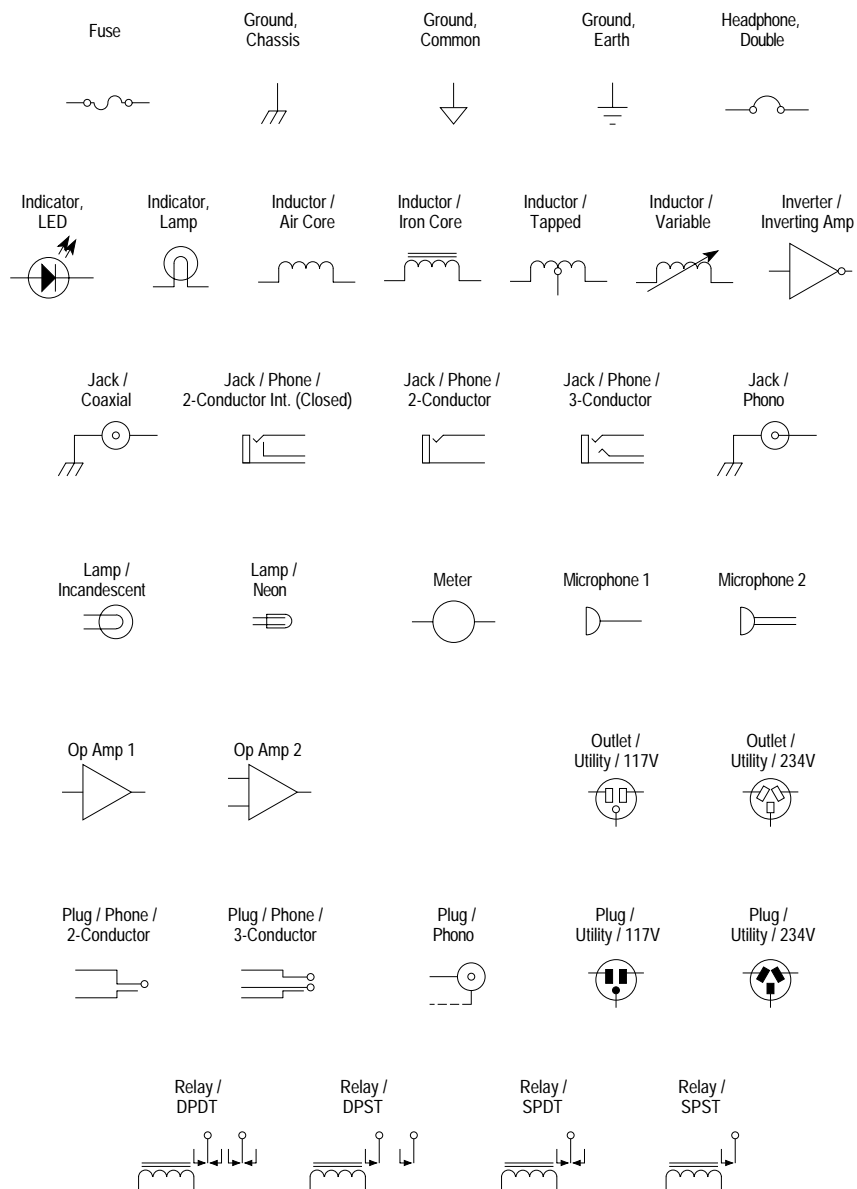 Fuse
Ground,
Chassis
Ground,
Common
Ground,
Earth
Headphone,
Double
Indicator,
LED
Indicator,
Lamp
Inductor /
Air Core
Inductor /
Iron Core
Inductor /
Tapped
Inductor /
Variable
Inverter /
Inverting Amp
Jack /
Coaxial
Jack / Phone /
2-Conductor Int. (Closed)
Jack / Phone /
2-Conductor
Jack / Phone /
3-Conductor
Jack /
Phono
Lamp /
Incandescent
Lamp /
Neon
Meter
Microphone 1
Microphone 2
Op Amp 1
Op Amp 2
Outlet /
Utility / 117V
Outlet /
Utility / 234V
Plug / Phone /
2-Conductor
Plug / Phone /
3-Conductor
Plug /
Phono
Plug /
Utility / 117V
Plug /
Utility / 234V
Relay /
DPDT
Relay /
DPST
Relay /
SPDT
Relay /
SPST